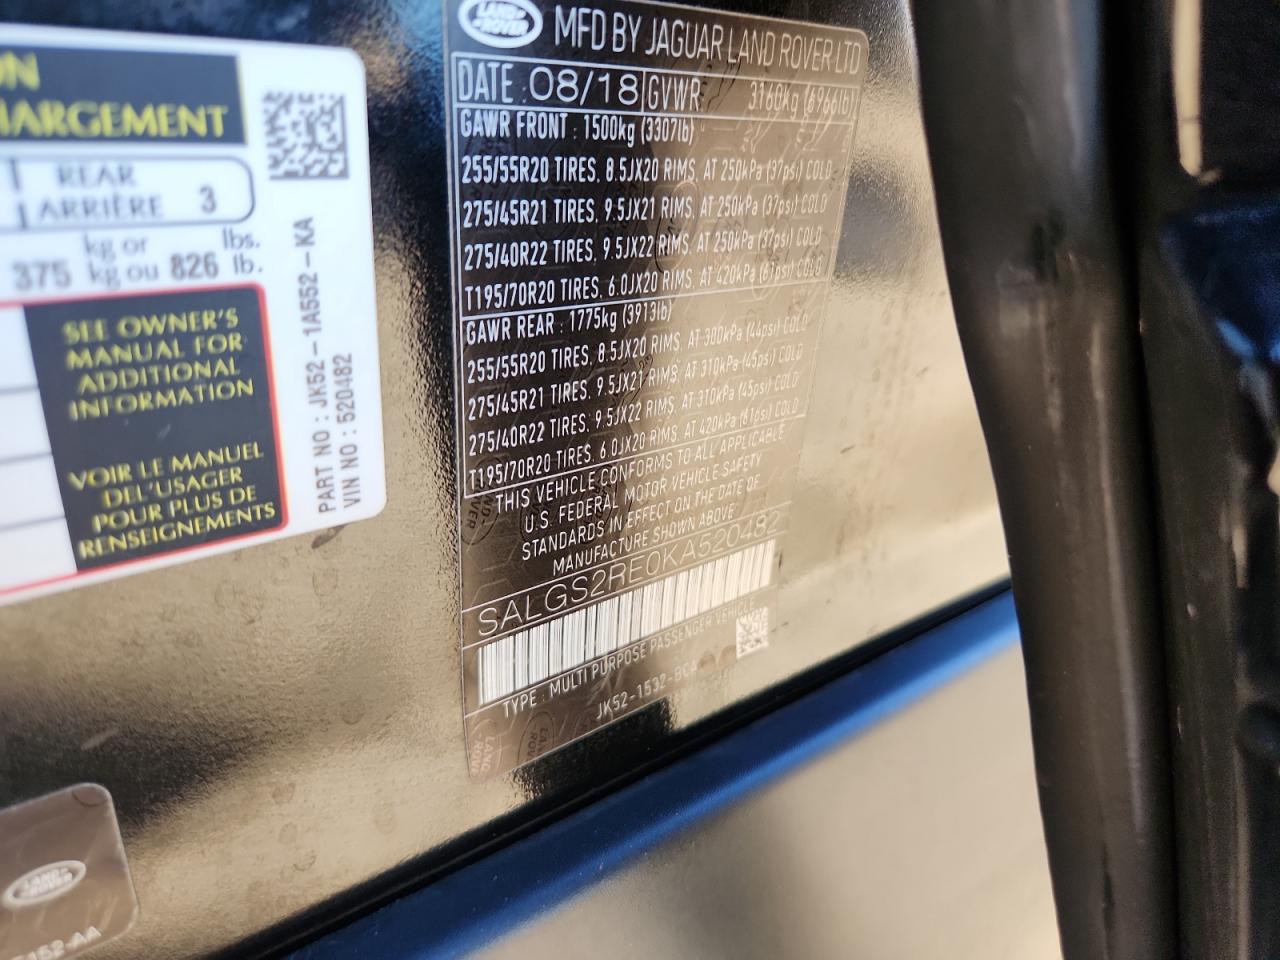 ON
HARGEMENT
REAR
ARRIÈRE 3
375 kg or
kg ou 826 lbs.
lb.
SEE OWNER'S
MANUAL FOR
ADDITIONAL
INFORMATION
VOIR LE MANUEL
DEL'USAGER
POUR PLUS DE
RENSEIGNEMENTS
PART NO : JK52-1A552-KA
VIN NO : 520482
LAND ROVER
MFD BY JAGUAR LAND ROVER LTD
DATE : 08/18 GVWR 3160kg (6966lb)
GAWR FRONT : 1500kg (3307lb)
255/55R20 TIRES, 8.5JX20 RIMS, AT 250kPa (37psi) COLD
275/45R21 TIRES, 9.5JX21 RIMS, AT 250kPa (37psi) COLD
275/40R22 TIRES, 9.5JX22 RIMS, AT 250kPa (37psi) COLD
T195/70R20 TIRES, 6.0JX20 RIMS, AT 420kPa (61psi) COLD
GAWR REAR : 1775kg (3913lb)
255/55R20 TIRES, 8.5JX20 RIMS, AT 300kPa (44psi) COLD
275/45R21 TIRES, 9.5JX21 RIMS, AT 310kPa (45psi) COLD
275/40R22 TIRES, 9.5JX22 RIMS, AT 310kPa (45psi) COLD
T195/70R20 TIRES, 6.0JX20 RIMS, AT 420kPa (61psi) COLD
THIS VEHICLE CONFORMS TO ALL APPLICABLE
U.S. FEDERAL MOTOR VEHICLE SAFETY
STANDARDS IN EFFECT ON THE DATE OF
MANUFACTURE SHOWN ABOVE
SALGS2RE0KA520482
TYPE : MULTI PURPOSE PASSENGER VEHICLE
JK52-1532-BCA
LAND ROVER
152-AA